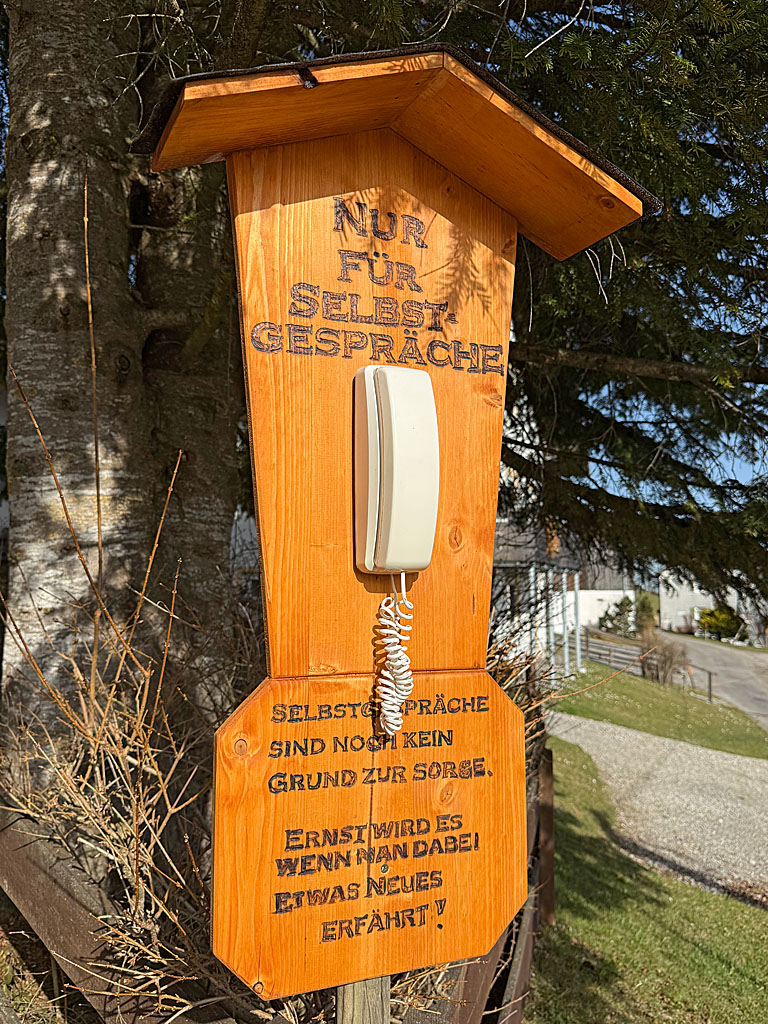 NUR
FÜR
SELBST-
GESPRÄCHE
SELBSTGESPRÄCHE
SIND NOCH KEIN
GRUND ZUR SORGE.
ERNST WIRD ES
WENN MAN DABEI
ETWAS NEUES
ERFÄHRT!